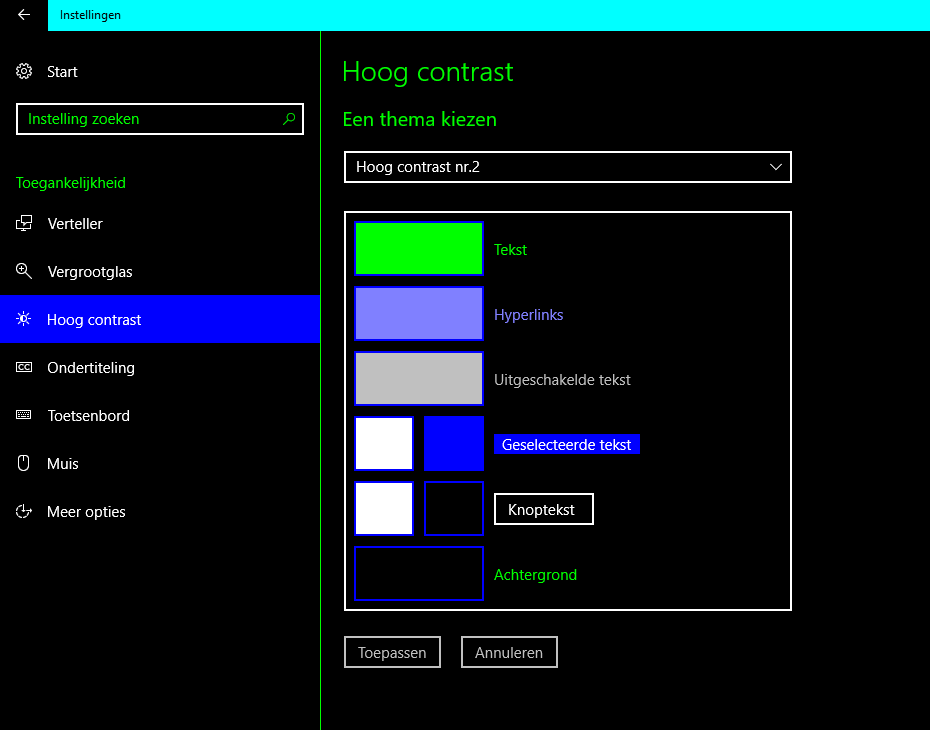 Instellingen
Start
Instelling zoeken
Toegankelijkheid
Verteller
Vergrootglas
Hoog contrast
CC Ondertiteling
Toetsenbord
Muis
Meer opties
Hoog contrast
Een thema kiezen
Hoog contrast nr.2
Tekst
Hyperlinks
Uitgeschakelde tekst
Geselecteerde tekst
Knoptekst
Achtergrond
Toepassen Annuleren